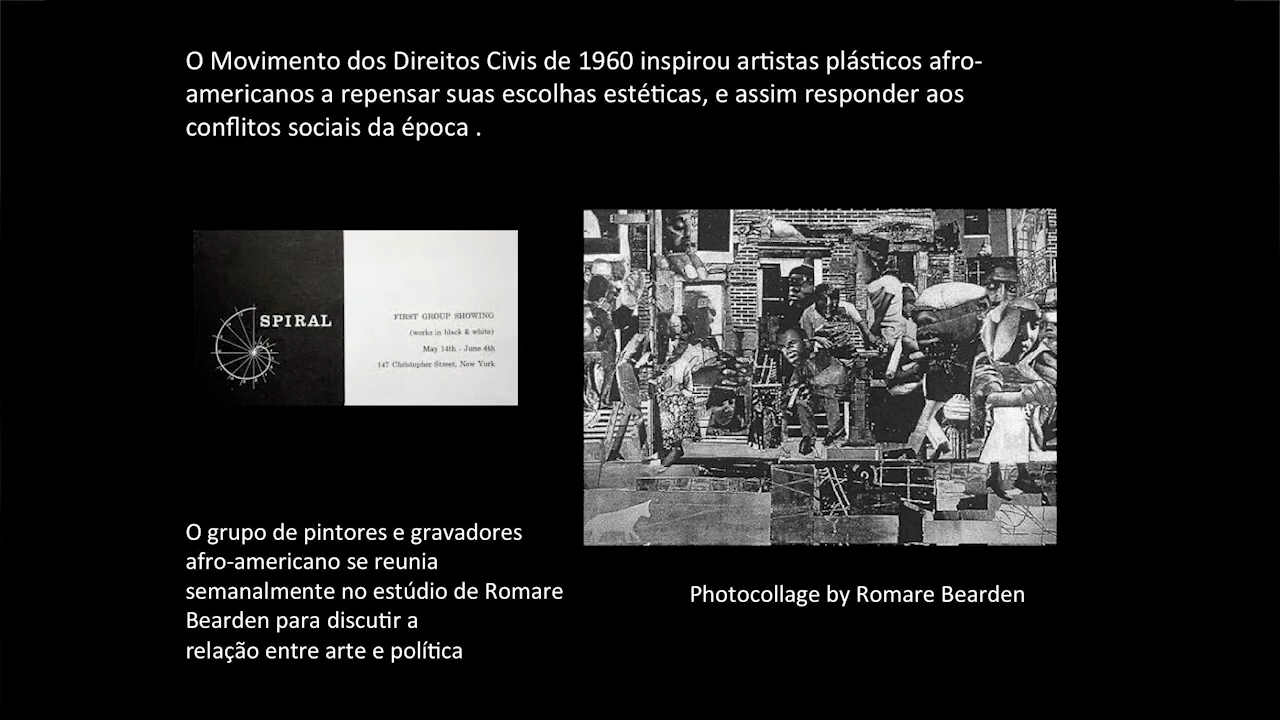 O Movimento dos Direitos Civis de 1960 inspirou artistas plásticos afro-
americanos a repensar suas escolhas estéticas, e assim responder aos
conflitos sociais da época .
SPIRAL
FIRST GROUP SHOWING
(works in black & white)
May 14th - June 4th
147 Christopher Street, New York
O grupo de pintores e gravadores
afro-americano se reunia
semanalmente no estúdio de Romare
Bearden para discutir a
relação entre arte e política
Photocollage by Romare Bearden